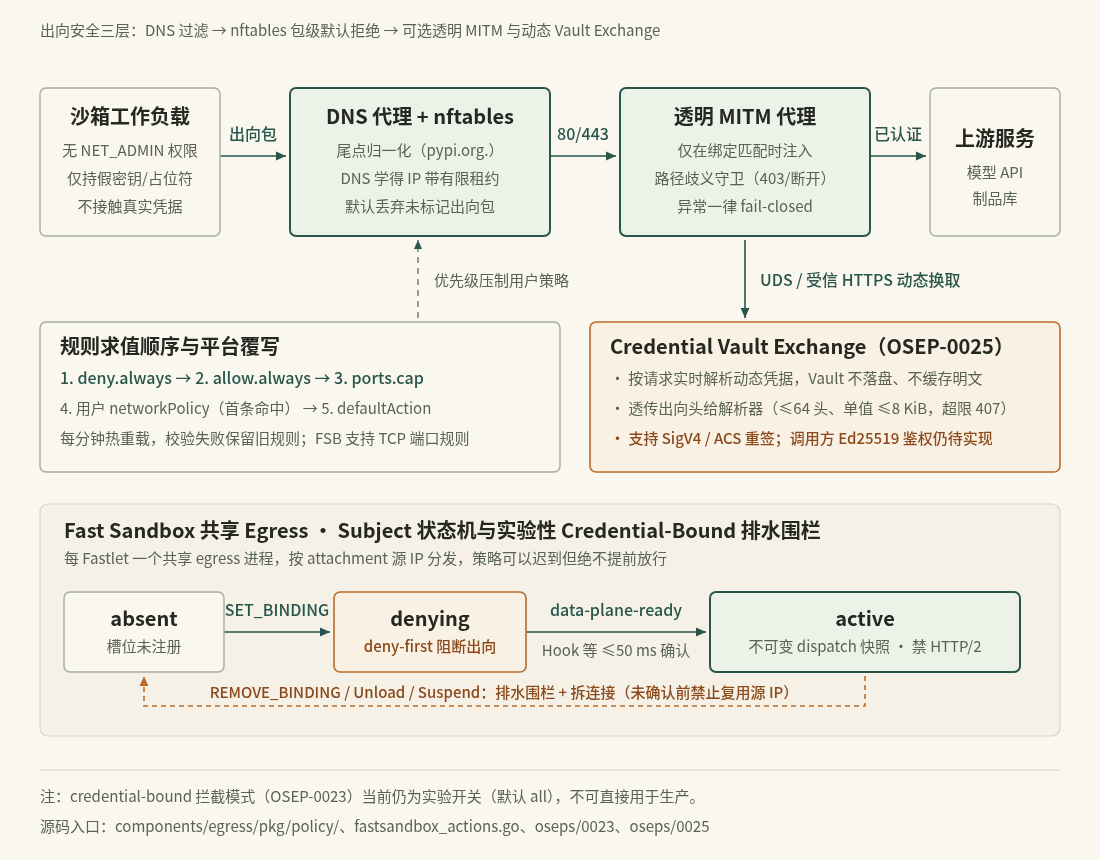 出向安全三层：DNS 过滤 → nftables 包级默认拒绝 → 可选透明 MITM 与动态 Vault Exchange
沙箱工作负载
无 NET_ADMIN 权限
仅持假密钥/占位符
不接触真实凭据
出向包
DNS 代理 + nftables
尾点归一化（pypi.org.）
DNS 学得 IP 带有限租约
默认丢弃未标记出向包
80/443
透明 MITM 代理
仅在绑定匹配时注入
路径歧义守卫（403/断开）
异常一律 fail-closed
已认证
上游服务
模型 API
制品库
优先级压制用户策略
UDS / 受信 HTTPS 动态换取
规则求值顺序与平台覆写
1. deny.always → 2. allow.always → 3. ports.cap
4. 用户 networkPolicy（首条命中） → 5. defaultAction
每分钟热重载，校验失败保留旧规则；FSB 支持 TCP 端口规则
Credential Vault Exchange（OSEP-0025）
・按请求实时解析动态凭据，Vault 不落盘、不缓存明文
・透传出向头给解析器（≤64 头、单值 ≤8 KiB，超限 407）
・支持 SigV4 / ACS 重签；调用方 Ed25519 鉴权仍待实现
Fast Sandbox 共享 Egress · Subject 状态机与实验性 Credential-Bound 排水围栏
每 Fastlet 一个共享 egress 进程，按 attachment 源 IP 分发，策略可以迟到但绝不提前放行
absent
槽位未注册
SET_BINDING
denying
deny-first 阻断出向
data-plane-ready
Hook 等 ≤50 ms 确认
active
不可变 dispatch 快照 · 禁 HTTP/2
REMOVE_BINDING / Unload / Suspend：排水围栏 + 拆连接（未确认前禁止复用源 IP）
注：credential-bound 拦截模式（OSEP-0023）当前仍为实验开关（默认 all），不可直接用于生产。
源码入口：components/egress/pkg/policy/、fastsandbox_actions.go、oseps/0023、oseps/0025